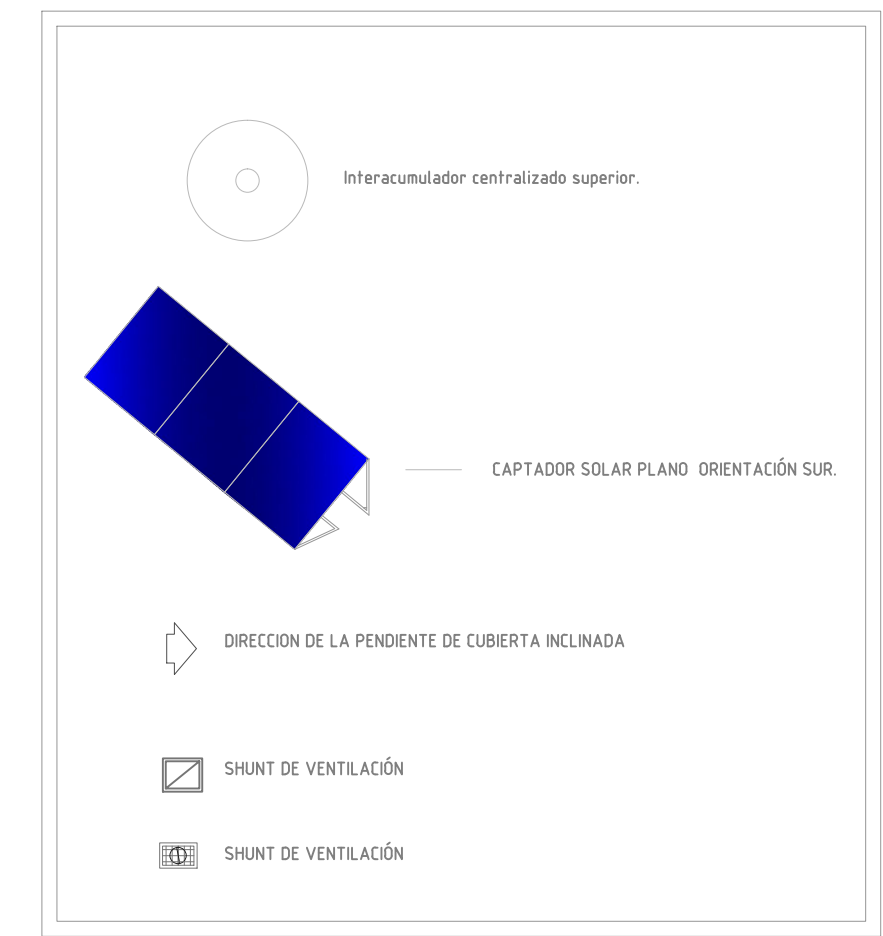 Interacumulador centralizado superior.
CAPTADOR SOLAR PLANO  ORIENTACIÓN SUR.
DIRECCION DE LA PENDIENTE DE CUBIERTA INCLINADA
SHUNT DE VENTILACIÓN
SHUNT DE VENTILACIÓN